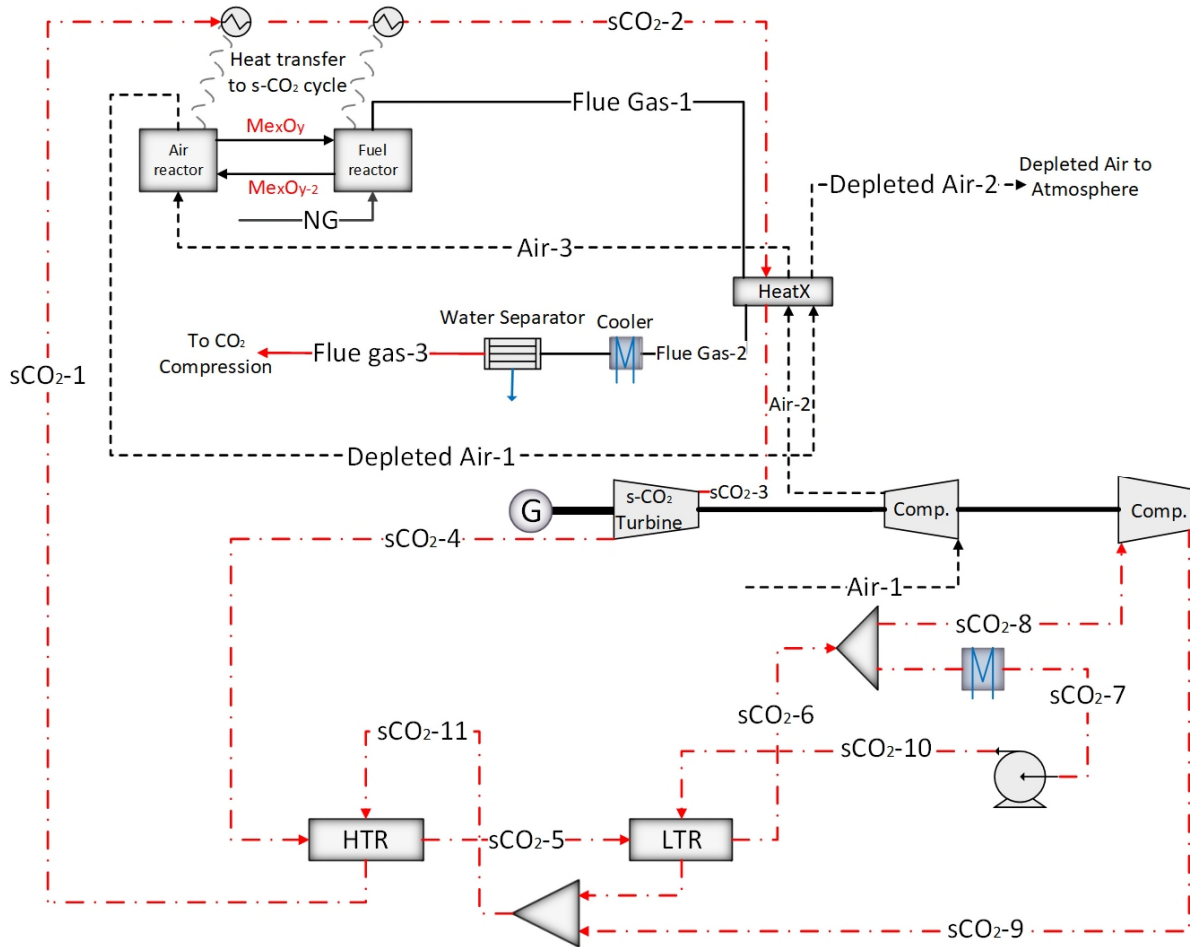 sCO₂-2
Heat transfer
to s-CO₂ cycle
Flue Gas-1
MeₓOᵧ
Air
reactor
Fuel
reactor
MeₓOᵧ₋₂
NG
Depleted Air-2
Depleted Air to
Atmosphere
Air-3
HeatX
Water Separator
Cooler
To CO₂
Compression
Flue gas-3
Flue Gas-2
sCO₂-1
Air-2
Depleted Air-1
G
s-CO₂
Turbine
sCO₂-3
Comp.
Comp.
sCO₂-4
Air-1
sCO₂-8
sCO₂-7
sCO₂-6
sCO₂-11
sCO₂-10
HTR
sCO₂-5
LTR
sCO₂-9